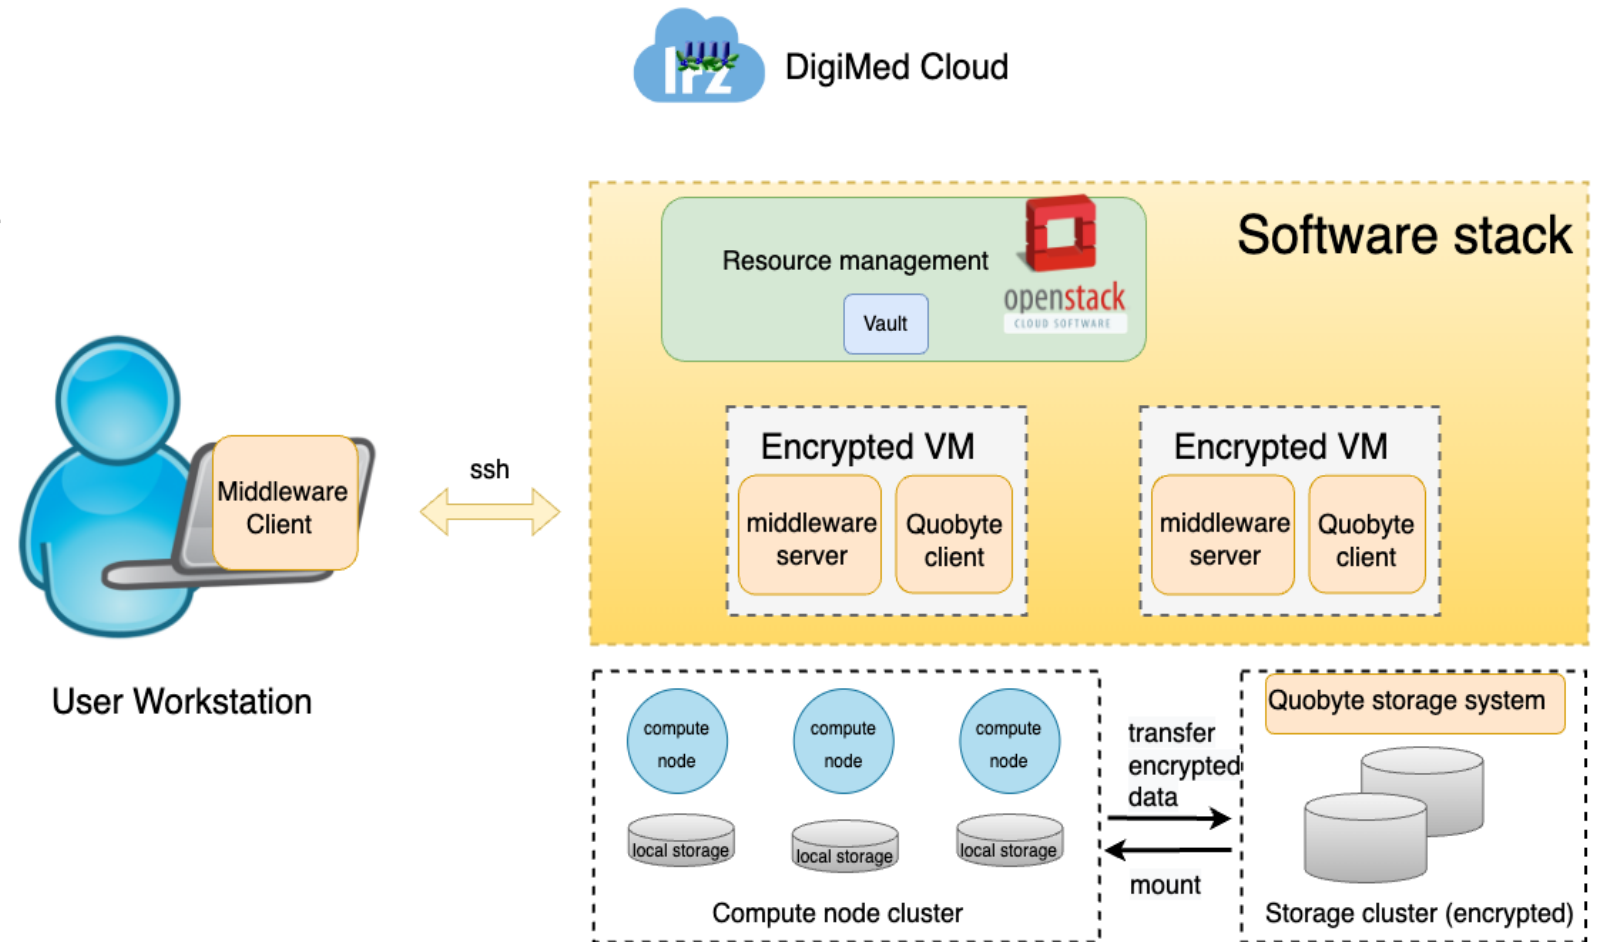 lrz
DigiMed Cloud
Software stack
Resource management
openstack
CLOUD SOFTWARE
Vault
Encrypted VM
middleware
server
Quobyte
client
Encrypted VM
middleware
server
Quobyte
client
Middleware
Client
ssh
User Workstation
compute
node
compute
node
compute
node
local storage
local storage
local storage
Compute node cluster
transfer
encrypted
data
mount
Quobyte storage system
Storage cluster (encrypted)